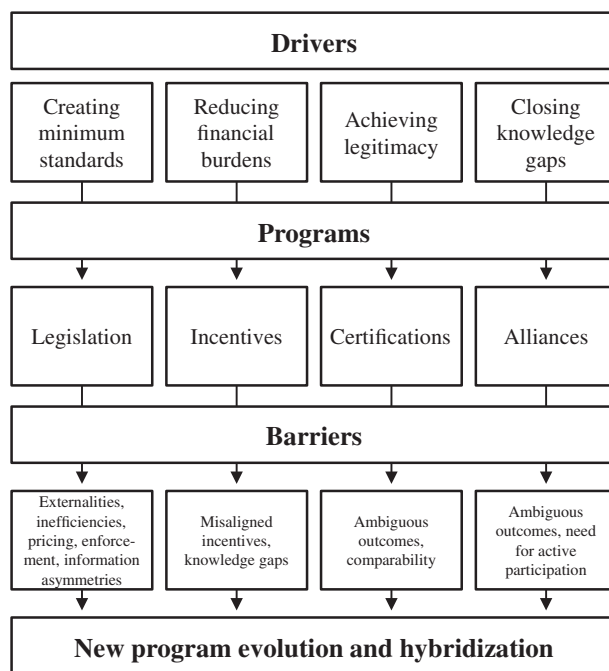 Drivers
Creating
minimum
standards
Reducing
financial
burdens
Achieving
legitimacy
Closing
knowledge
gaps
Programs
Legislation
Incentives
Certifications
Alliances
Barriers
Externalities,
inefficiencies,
pricing, enforce-
ment, information
asymmetries
Misaligned
incentives,
knowledge gaps
Ambiguous
outcomes,
comparability
Ambiguous
outcomes, need
for active
participation
New program evolution and hybridization